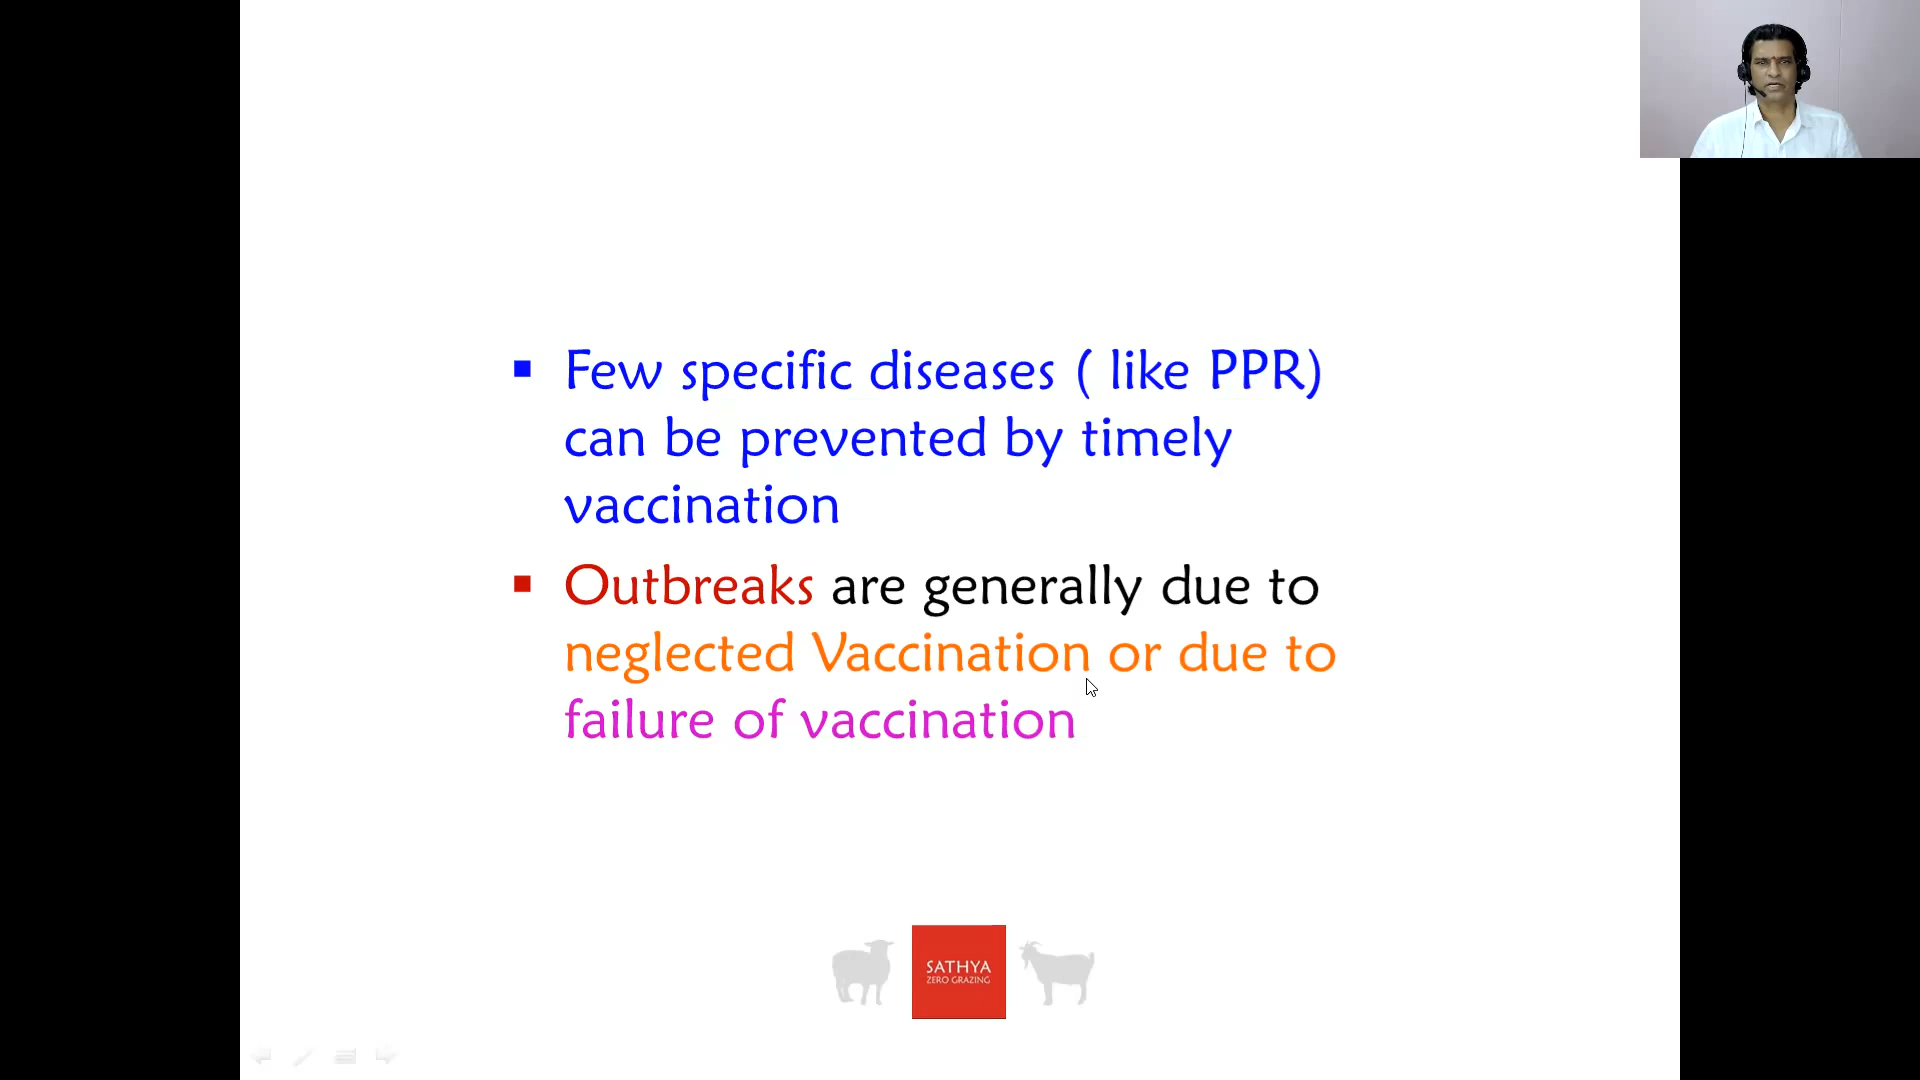 ▪ Few specific diseases ( like PPR)
can be prevented by timely
vaccination
▪ Outbreaks are generally due to
neglected Vaccination or due to
failure of vaccination
SATHYA
ZERO GRAZING